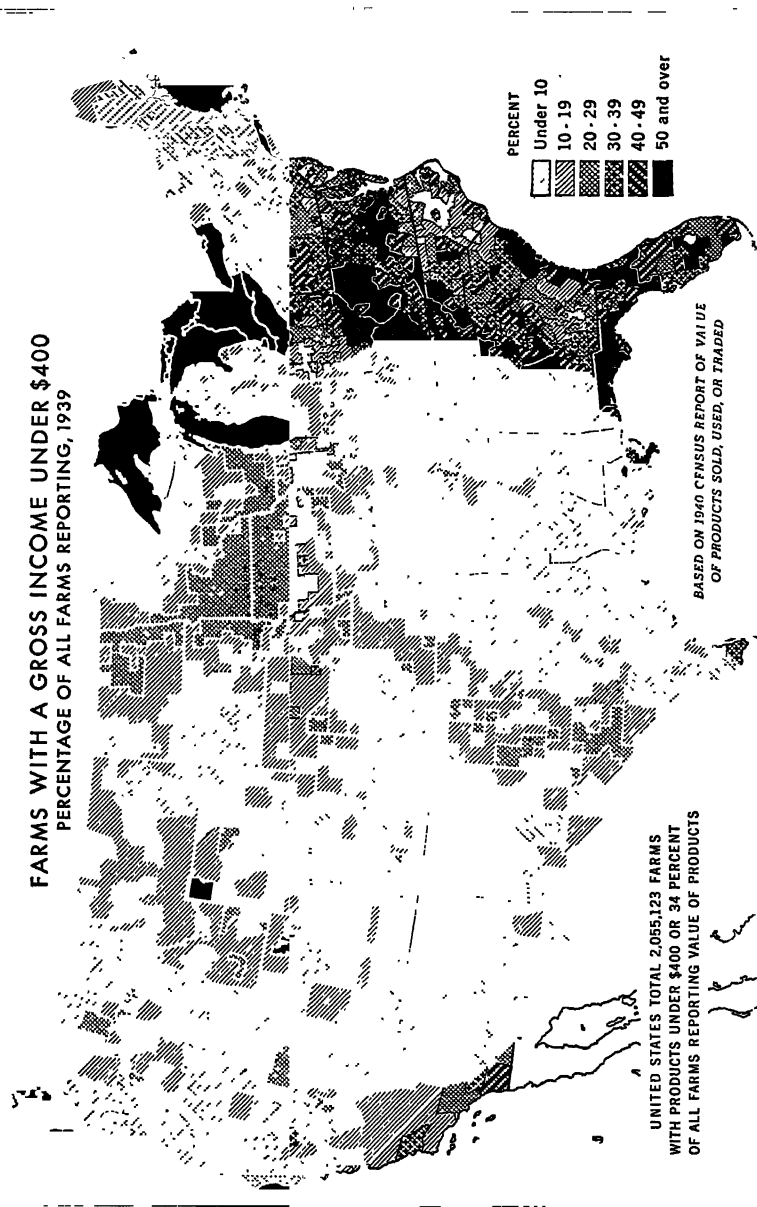 FARMS WITH A GROSS INCOME UNDER $400
PERCENTAGE OF ALL FARMS REPORTING, 1939
PERCENT
Under 10
10 - 19
20 - 29
30 - 39
40 - 49
50 and over
BASED ON 1940 CENSUS REPORT OF VALUE
OF PRODUCTS SOLD, USED, OR TRADED
UNITED STATES TOTAL 2,055,123 FARMS
WITH PRODUCTS UNDER $400 OR 34 PERCENT
OF ALL FARMS REPORTING VALUE OF PRODUCTS